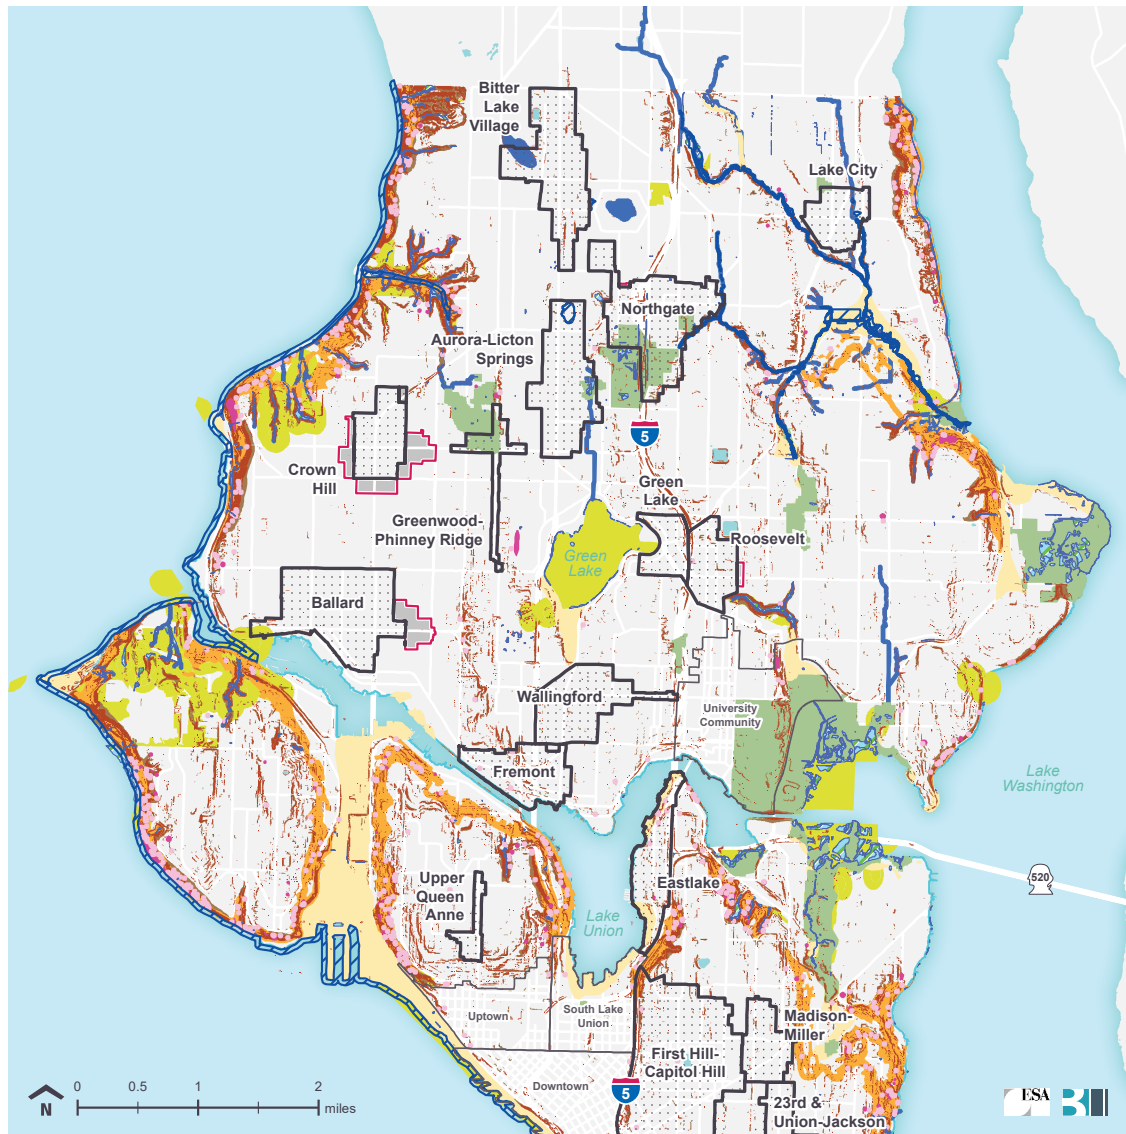 Bitter
Lake
Village
Lake City
Northgate
Aurora-Licton
Springs
5
Crown
Hill
Green
Lake
Greenwood-
Phinney Ridge
Roosevelt
Green
Lake
Ballard
Wallingford
University
Community
Fremont
Lake
Washington
520
Upper
Queen
Anne
Eastlake
Lake
Union
Uptown
South Lake
Union
Madison-
Miller
First Hill-
Capitol Hill
Downtown
5
23rd &
Union-Jackson
N
0 0.5 1 2
miles
ESA